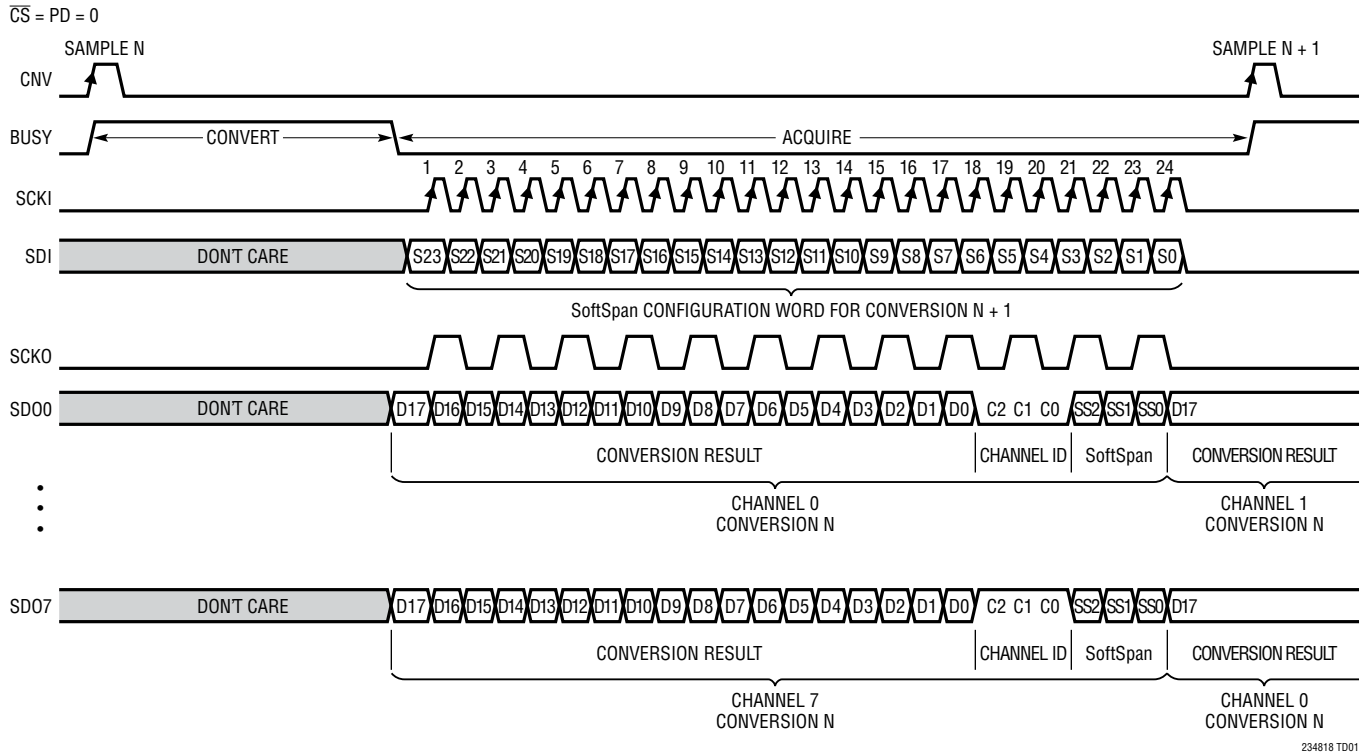 CS = PD = 0
SAMPLE N
SAMPLE N + 1
CNV
BUSY
CONVERT
ACQUIRE
1 2 3 4 5 6 7 8 9 10 11 12 13 14 15 16 17 18 19 20 21 22 23 24
SCKI
SDI
DON'T CARE
S23 S22 S21 S20 S19 S18 S17 S16 S15 S14 S13 S12 S11 S10 S9 S8 S7 S6 S5 S4 S3 S2 S1 S0
SoftSpan CONFIGURATION WORD FOR CONVERSION N + 1
SCKO
SDO0
DON'T CARE
D17 D16 D15 D14 D13 D12 D11 D10 D9 D8 D7 D6 D5 D4 D3 D2 D1 D0 C2 C1 C0 SS2 SS1 SS0 D17
CONVERSION RESULT
CHANNEL ID
SoftSpan
CONVERSION RESULT
CHANNEL 0
CONVERSION N
CHANNEL 1
CONVERSION N
SDO7
DON'T CARE
D17 D16 D15 D14 D13 D12 D11 D10 D9 D8 D7 D6 D5 D4 D3 D2 D1 D0 C2 C1 C0 SS2 SS1 SS0 D17
CONVERSION RESULT
CHANNEL ID
SoftSpan
CONVERSION RESULT
CHANNEL 7
CONVERSION N
CHANNEL 0
CONVERSION N
234818 TD01